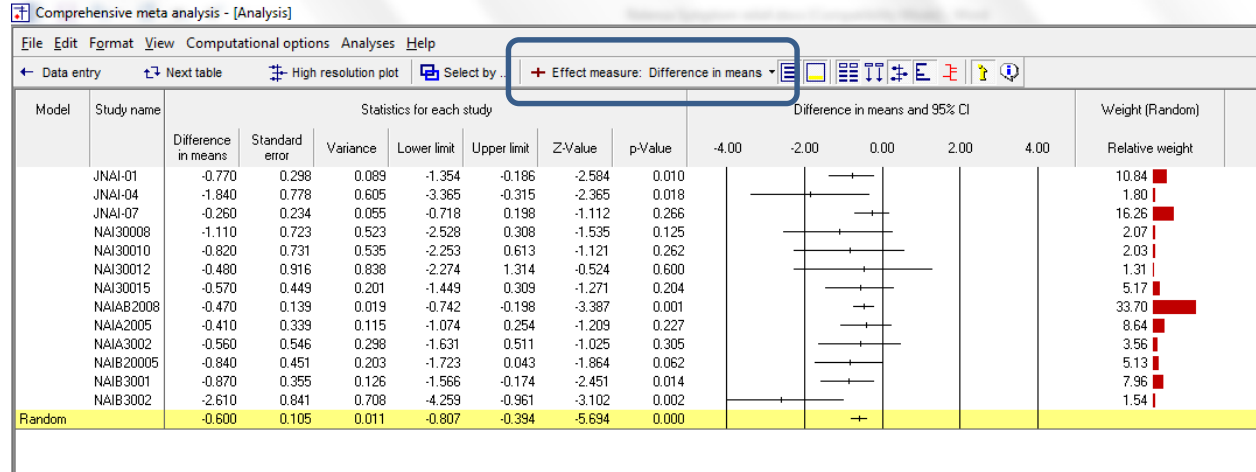 Comprehensive meta analysis - [Analysis]
File Edit Format View Computational options Analyses Help
Data entry Next table High resolution plot Select by ... Effect measure: Difference in means
Model Study name Statistics for each study Difference in means and 95% CI Weight (Random)
Difference in means Standard error Variance Lower limit Upper limit Z-Value p-Value -4.00 -2.00 0.00 2.00 4.00 Relative weight
JNAI-01 -0.770 0.298 0.089 -1.354 -0.186 -2.584 0.010 10.84
JNAI-04 -1.840 0.778 0.605 -3.365 -0.315 -2.365 0.018 1.80
JNAI-07 -0.260 0.234 0.055 -0.718 0.198 -1.112 0.266 16.26
NAI30008 -1.110 0.723 0.523 -2.528 0.308 -1.535 0.125 2.07
NAI30010 -0.820 0.731 0.535 -2.253 0.613 -1.121 0.262 2.03
NAI30012 -0.480 0.916 0.838 -2.274 1.314 -0.524 0.600 1.31
NAI30015 -0.570 0.449 0.201 -1.449 0.309 -1.271 0.204 5.17
NAIAB2008 -0.470 0.139 0.019 -0.742 -0.198 -3.387 0.001 33.70
NAIA2005 -0.410 0.339 0.115 -1.074 0.254 -1.209 0.227 8.64
NAIA3002 -0.560 0.546 0.298 -1.631 0.511 -1.025 0.305 3.56
NAIB20005 -0.840 0.451 0.203 -1.723 0.043 -1.864 0.062 5.13
NAIB3001 -0.870 0.355 0.126 -1.566 -0.174 -2.451 0.014 7.96
NAIB3002 -2.610 0.841 0.708 -4.259 -0.961 -3.102 0.002 1.54
Random -0.600 0.105 0.011 -0.807 -0.394 -5.694 0.000